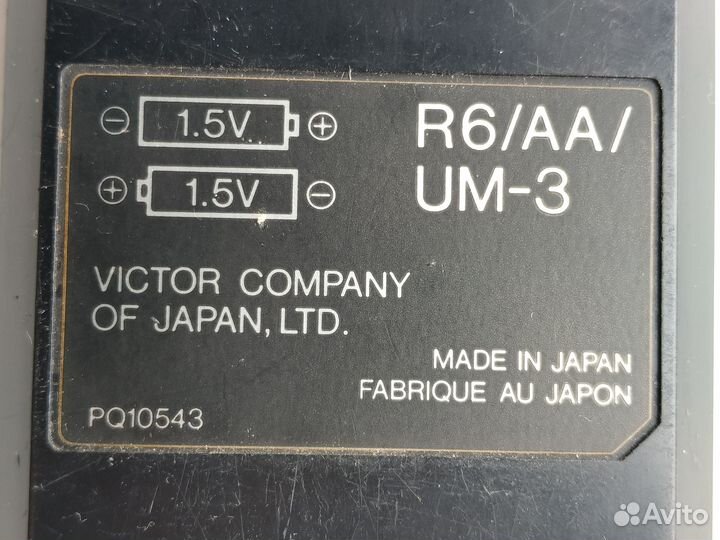 ⊖ 1.5V ⊕
⊕ 1.5V ⊖
R6/AA/
UM-3
VICTOR COMPANY
OF JAPAN, LTD.
MADE IN JAPAN
FABRIQUE AU JAPON
PQ10543
Avito